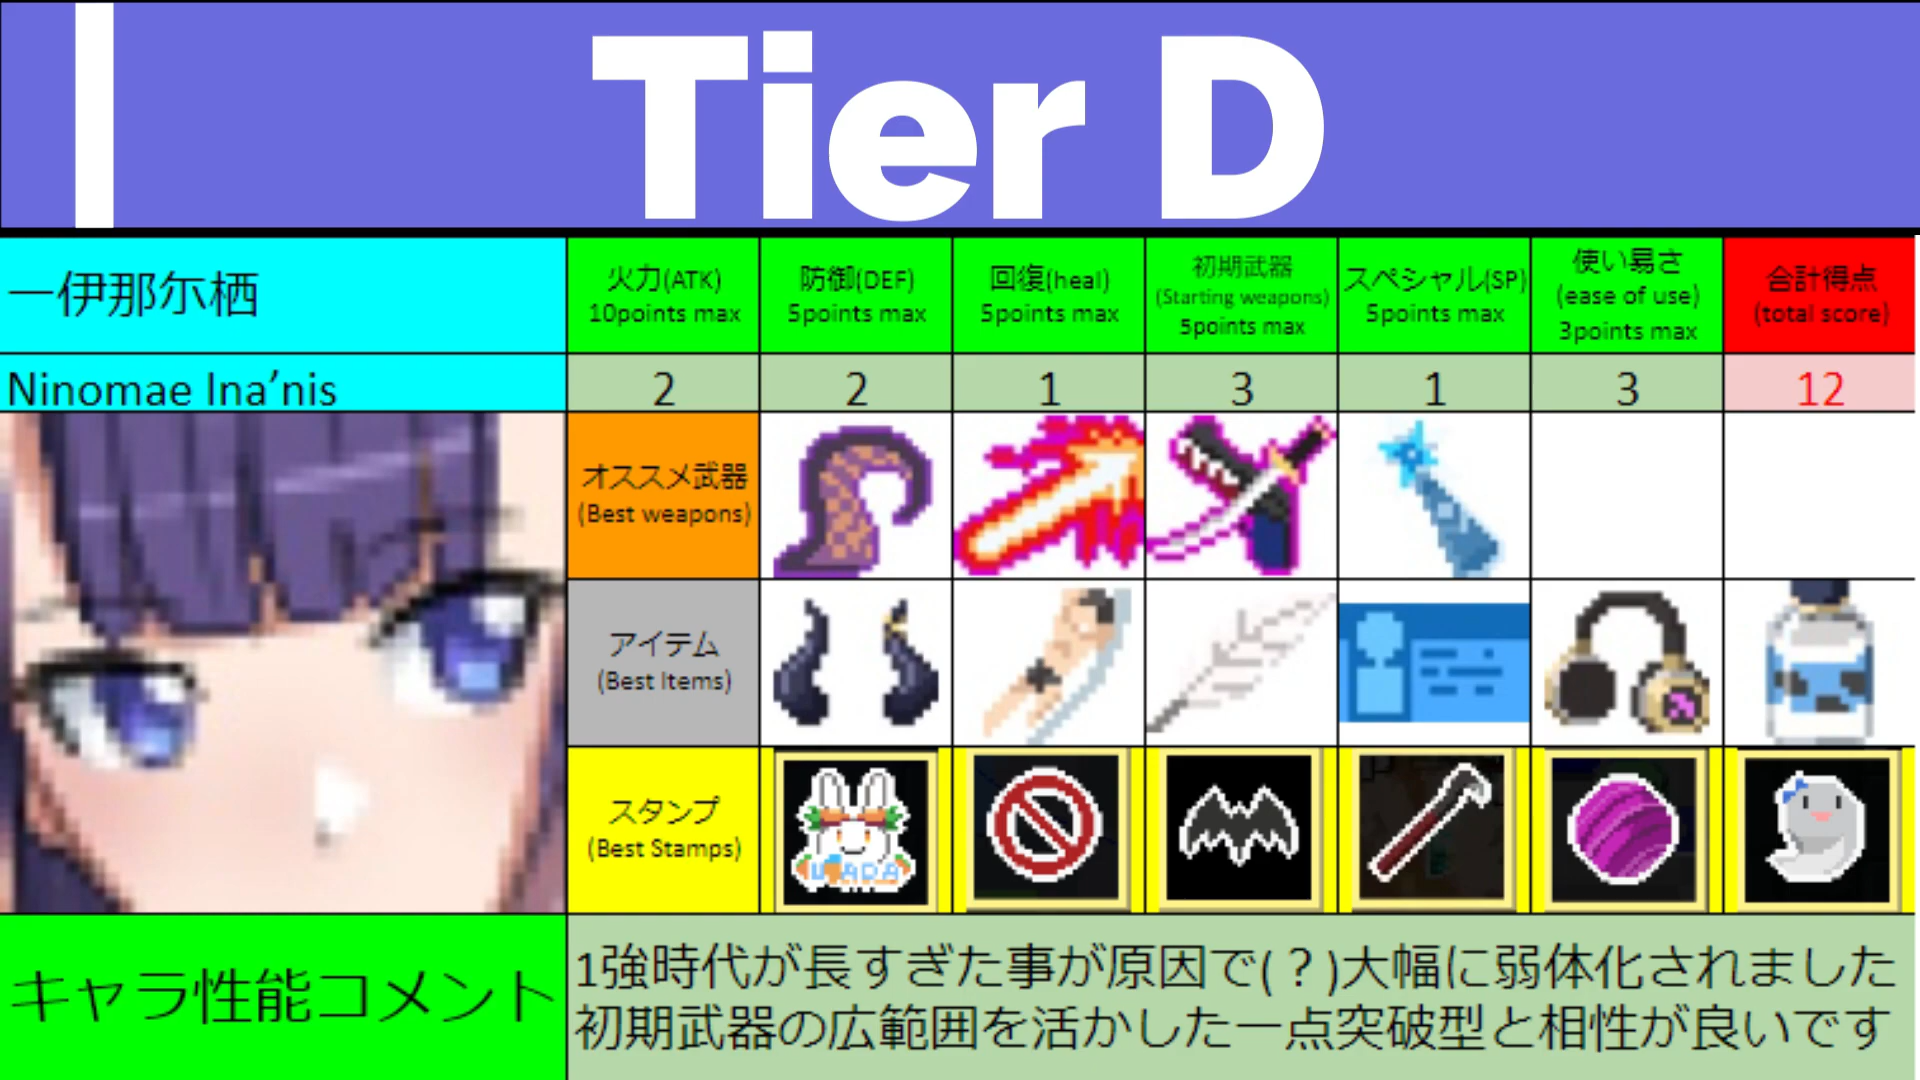 Tier D
一伊那尓栖
火力(ATK)
10points max
防御(DEF)
5points max
回復(heal)
5points max
初期武器
(Starting weapons)
5points max
スペシャル(SP)
5points max
使い易さ
(ease of use)
3points max
合計得点
(total score)
Ninomae Ina’nis
2
2
1
3
1
3
12
オススメ武器
(Best weapons)
アイテム
(Best Items)
スタンプ
(Best Stamps)
キャラ性能コメント
1強時代が長すぎた事が原因で(？)大幅に弱体化されました
初期武器の広範囲を活かした一点突破型と相性が良いです